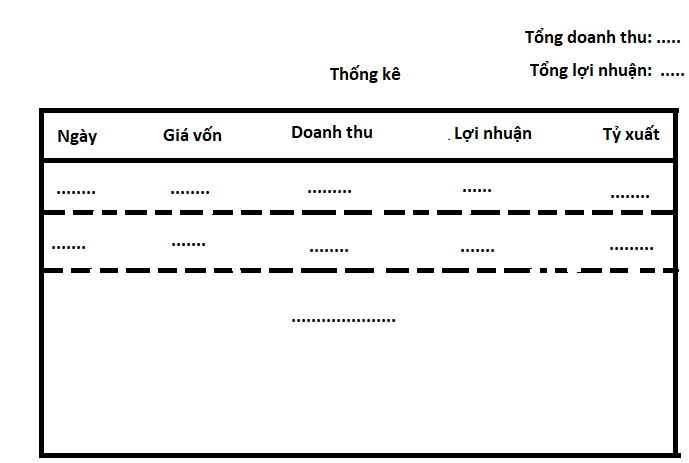 Tổng doanh thu: .....
Thống kê
Tổng lợi nhuận: .....
Ngày Giá vốn Doanh thu Lợi nhuận Tỷ xuất
........ ........ ......... ...... ........
....... ....... ........ ....... .........
.....................